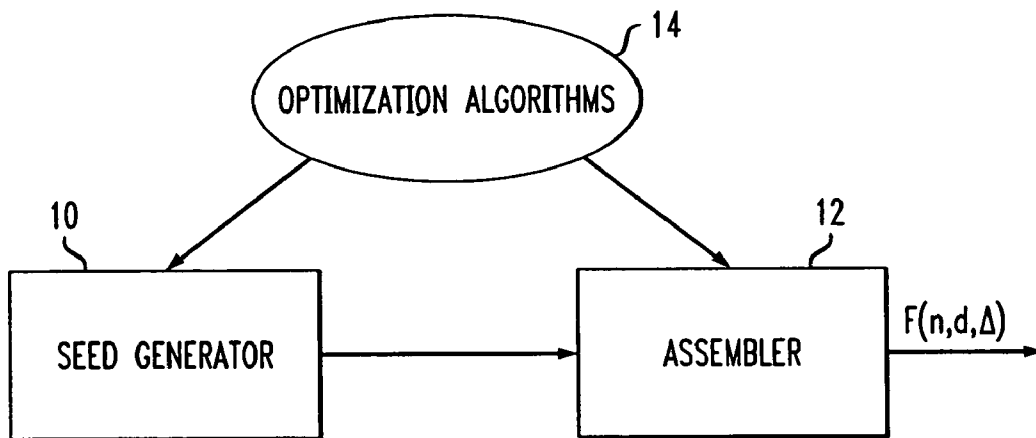 14
OPTIMIZATION ALGORITHMS
10
12
SEED GENERATOR
ASSEMBLER
F(n,d,Δ)